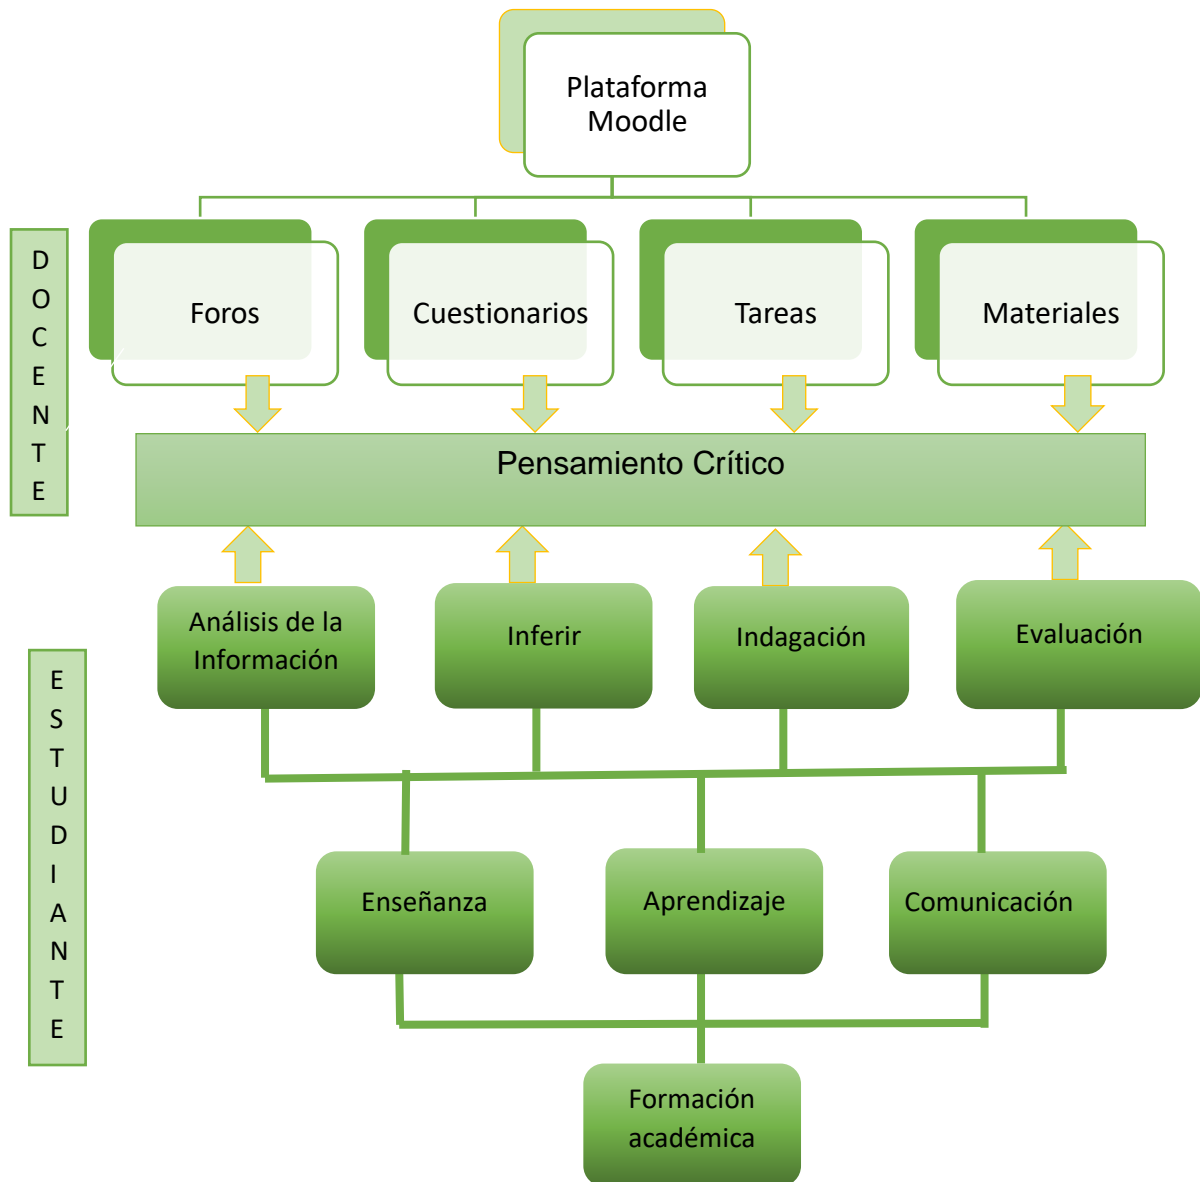 Plataforma
Moodle
D
O
C
E
N
T
E
Foros
Cuestionarios
Tareas
Materiales
Pensamiento Crítico
E
S
T
U
D
I
A
N
T
E
Análisis de la
Información
Inferir
Indagación
Evaluación
Enseñanza
Aprendizaje
Comunicación
Formación
académica